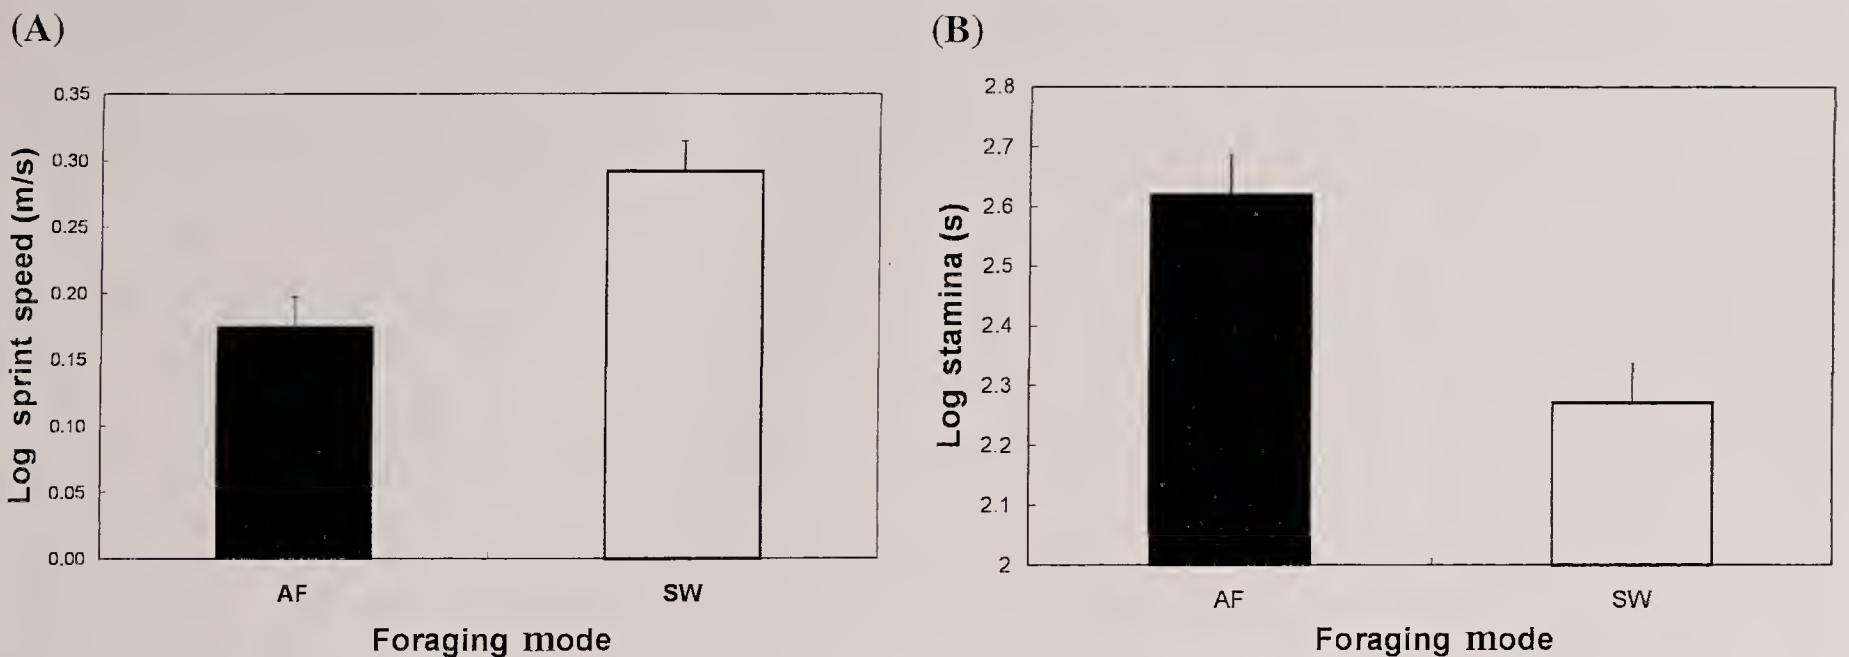 (A)
Log sprint speed (m/s)
0.35
0.30
0.25
0.20
0.15
0.10
0.05
0.00
AF
SW
Foraging mode
(B)
Log stamina (s)
2.8
2.7
2.6
2.5
2.4
2.3
2.2
2.1
2
AF
SW
Foraging mode